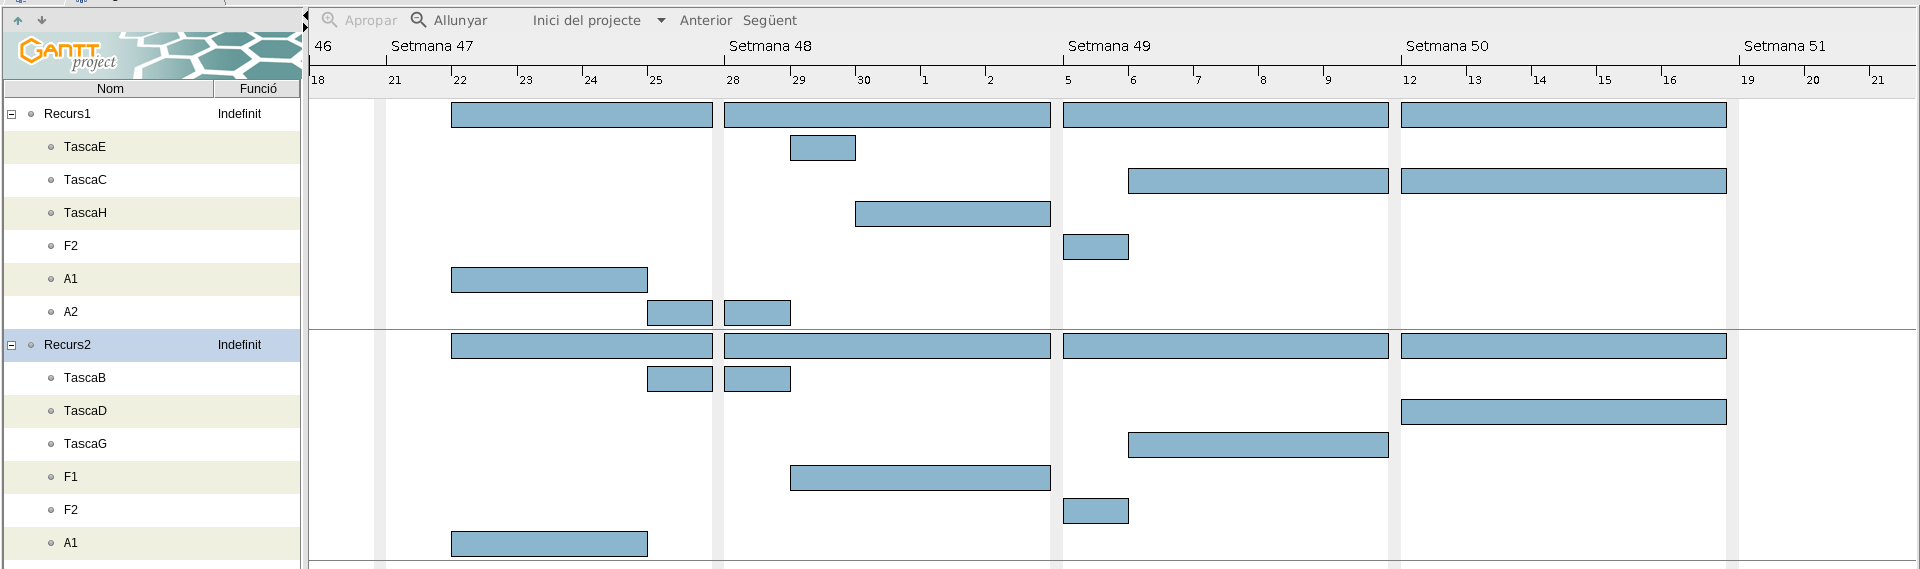 Apropar Allunyar Inici del projecte Anterior Següent
GANTT
project
46 Setmana 47 Setmana 48 Setmana 49 Setmana 50 Setmana 51
18 21 22 23 24 25 28 29 30 1 2 5 6 7 8 9 12 13 14 15 16 19 20 21
Nom Funció
Recurs1 Indefinit
TascaE
TascaC
TascaH
F2
A1
A2
Recurs2 Indefinit
TascaB
TascaD
TascaG
F1
F2
A1